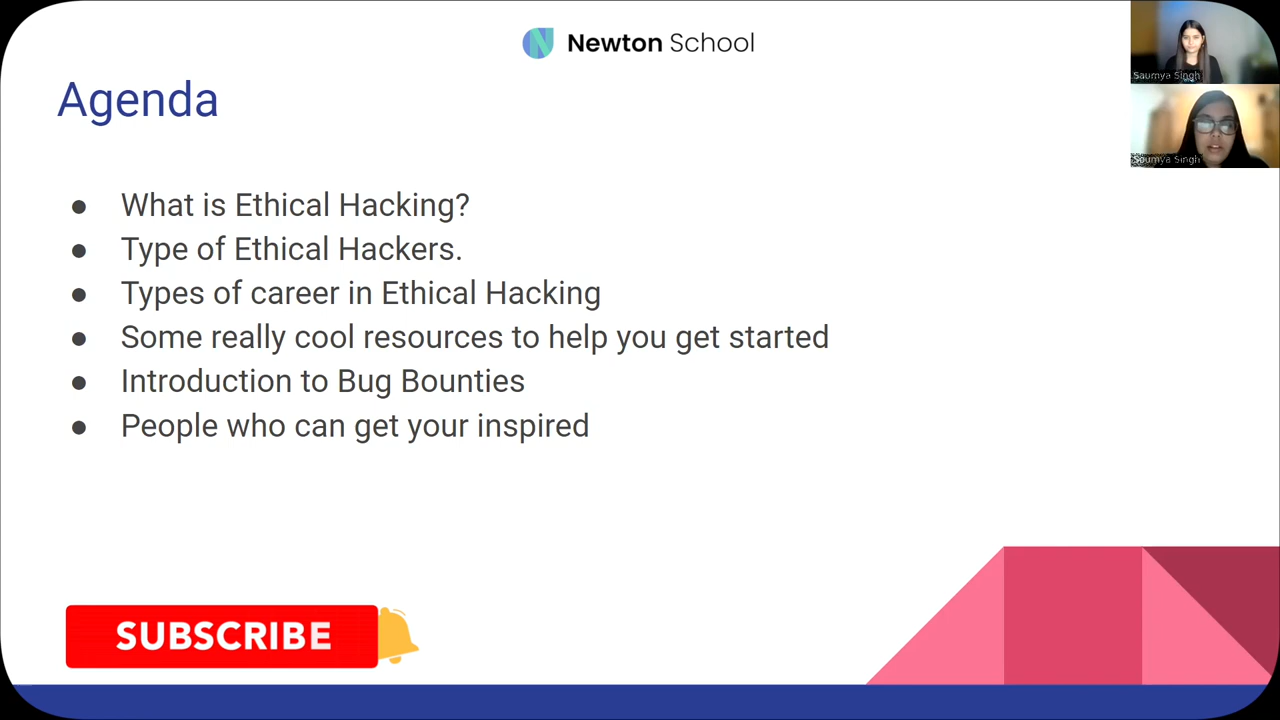 Newton School
Saumya Singh
Soumya Singh
Agenda
● What is Ethical Hacking?
● Type of Ethical Hackers.
● Types of career in Ethical Hacking
● Some really cool resources to help you get started
● Introduction to Bug Bounties
● People who can get your inspired
SUBSCRIBE